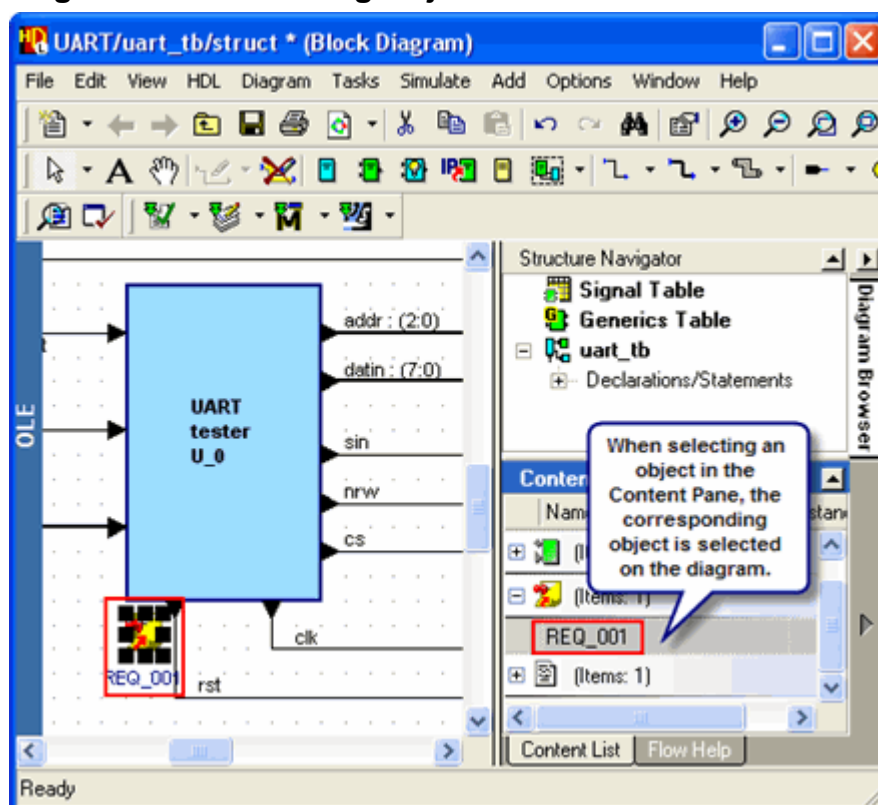 UART/uart_tb/struct * (Block Diagram)
File Edit View HDL Diagram Tasks Simulate Add Options Window Help
OLE
UART
tester
U_0
addr : (2:0)
datin : (7:0)
sin
nrw
cs
clk
rst
REQ_001
Structure Navigator
Signal Table
Generics Table
uart_tb
Declarations/Statements
Diagram Browser
When selecting an
object in the
Content Pane, the
corresponding
object is selected
on the diagram.
(Items: 1)
REQ_001
(Items: 1)
Content List Flow Help
Ready